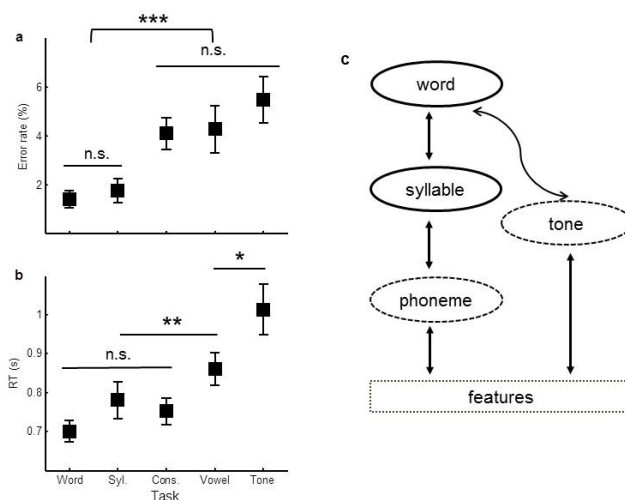 a
***
n.s.
n.s.
Error rate (%)
6
4
2
b
*
**
n.s.
RT (s)
1
0.9
0.8
0.7
Word Syl. Cons. Vowel Tone
Task
c
word
syllable
tone
phoneme
features